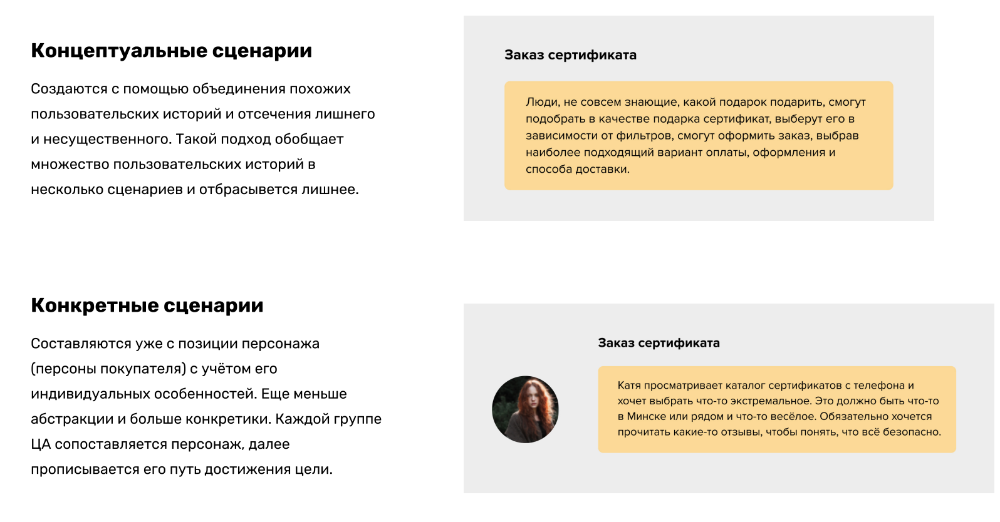 Концептуальные сценарии
Создаются с помощью объединения похожих
пользовательских историй и отсечения лишнего
и несущественного. Такой подход обобщает
множество пользовательских историй в
несколько сценариев и отбрасывется лишнее.
Заказ сертификата
Люди, не совсем знающие, какой подарок подарить, смогут
подобрать в качестве подарка сертификат, выберут его в
зависимости от фильтров, смогут оформить заказ, выбрав
наиболее подходящий вариант оплаты, оформления и
способа доставки.
Конкретные сценарии
Составляются уже с позиции персонажа
(персоны покупателя) с учётом его
индивидуальных особенностей. Еще меньше
абстракции и больше конкретики. Каждой группе
ЦА сопоставляется персонаж, далее
прописывается его путь достижения цели.
Заказ сертификата
Катя просматривает каталог сертификатов с телефона и
хочет выбрать что-то экстремальное. Это должно быть что-то
в Минске или рядом и что-то весёлое. Обязательно хочется
прочитать какие-то отзывы, чтобы понять, что всё безопасно.